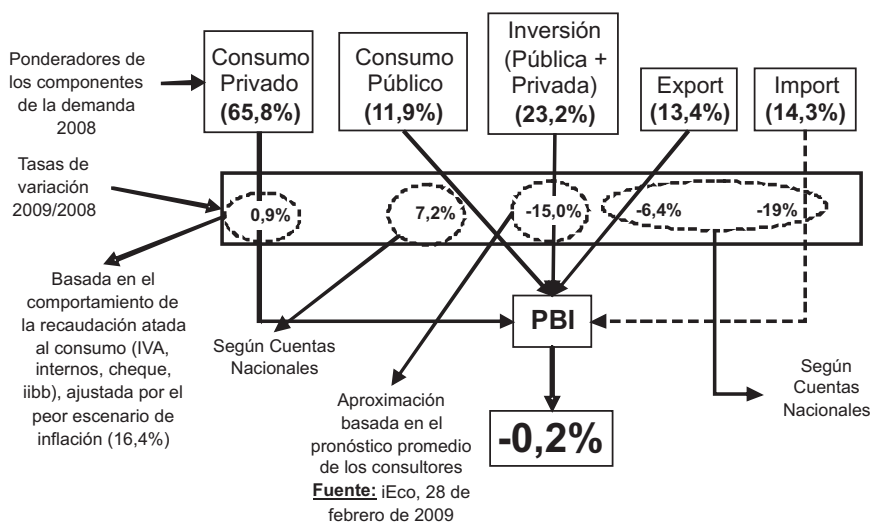 Ponderadores de
los componentes
de la demanda
2008
Consumo
Privado
(65,8%)
Consumo
Público
(11,9%)
Inversión
(Pública +
Privada)
(23,2%)
Export
(13,4%)
Import
(14,3%)
Tasas de
variación
2009/2008
0,9%
7,2%
-15,0%
-6,4%
-19%
Basada en el
comportamiento de
la recaudación atada
al consumo (IVA,
internos, cheque,
iibb), ajustada por el
peor escenario de
inflación (16,4%)
Según Cuentas
Nacionales
Aproximación
basada en el
pronóstico promedio
de los consultores
Fuente: iEco, 28 de
febrero de 2009
PBI
-0,2%
Según
Cuentas
Nacionales